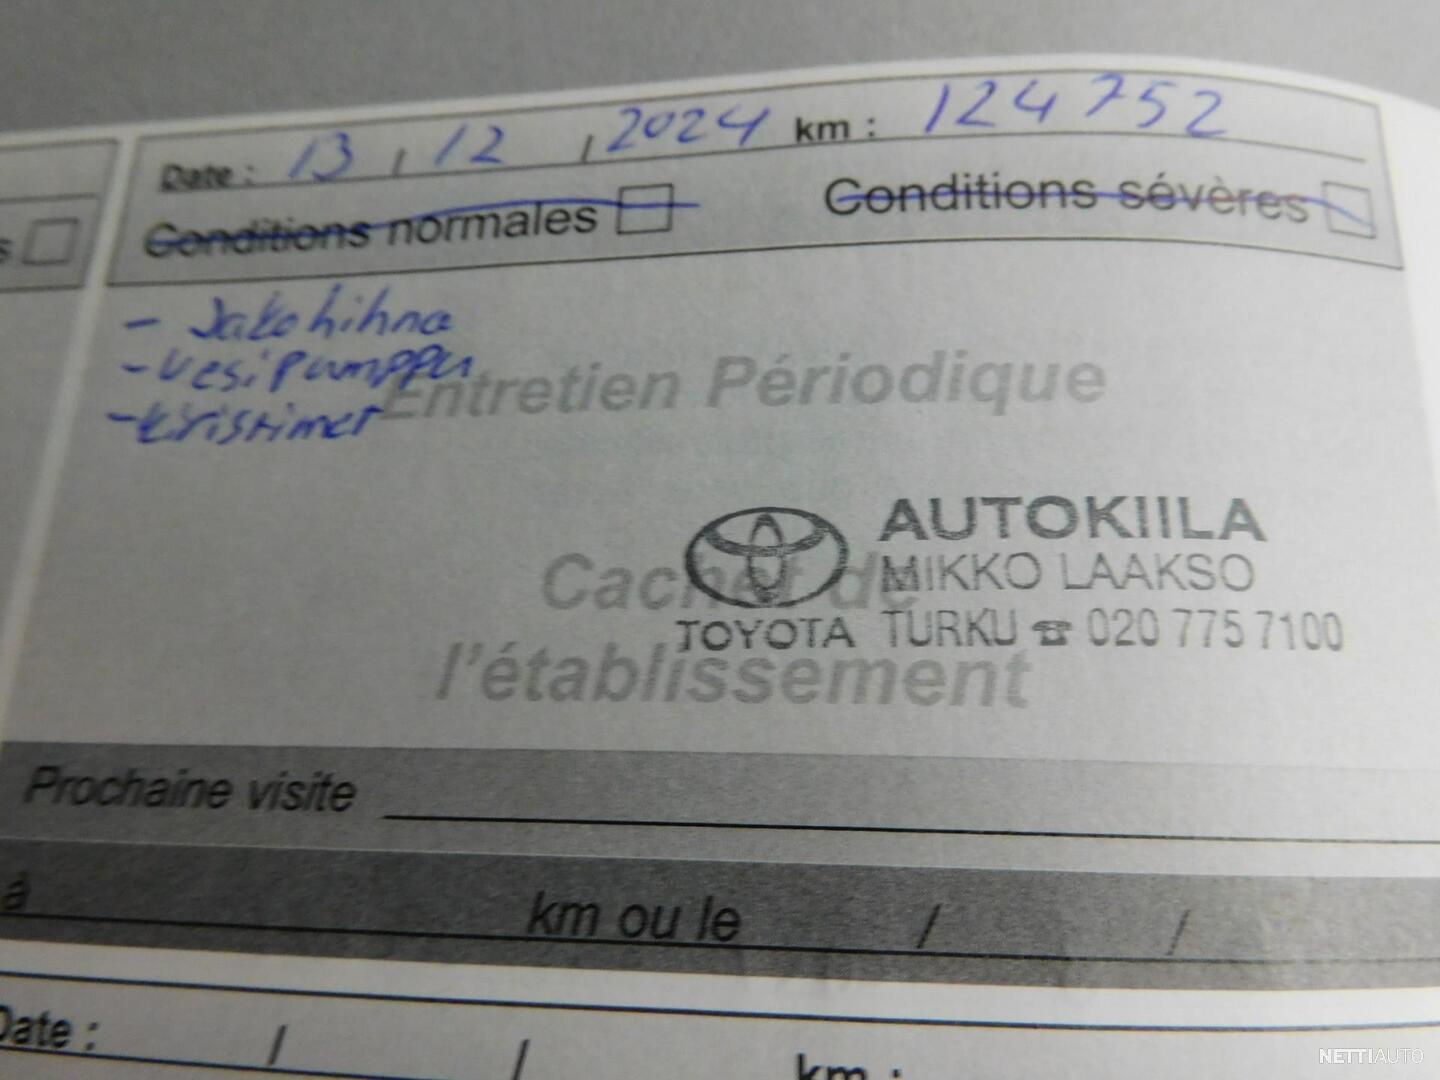 Date : 13 / 12 / 2024 km : 124752
Conditions normales Conditions sévères
s
- Jakohihna
- Vesipumppu
- Kiristimet
Entretien Périodique
Cachet de
l'établissement
AUTOKIILA
MIKKO LAAKSO
TOYOTA TURKU ☎ 020 775 7100
Prochaine visite
à km ou le / /
Date : / / km :
NETTIAUTO